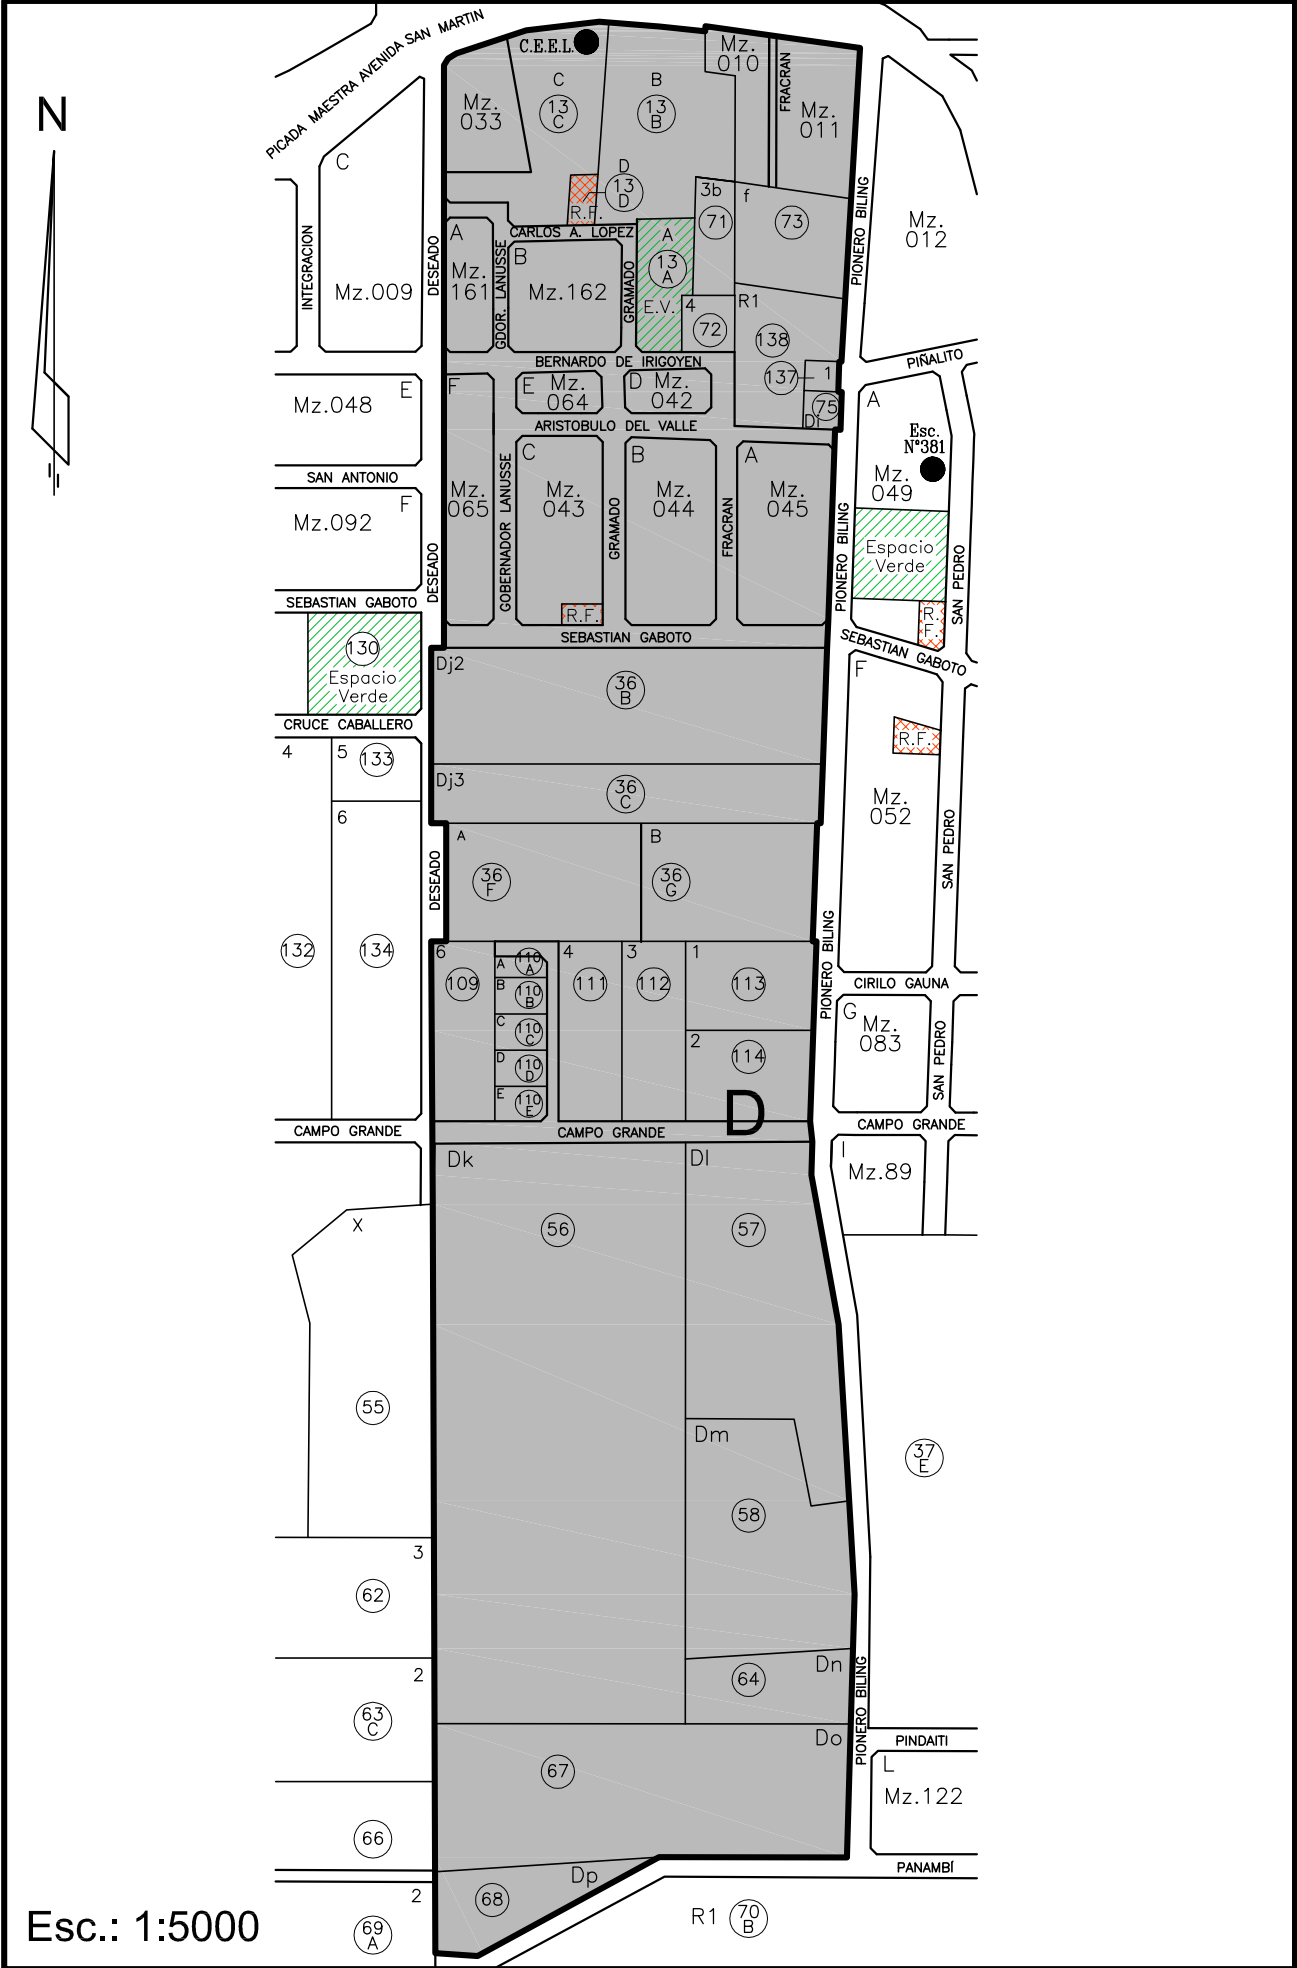 PICADA MAESTRA AVENIDA SAN MARTIN
N
C.E.E.L.
Mz.
010
FRACRAN
Mz.
011
Mz.
033
C
13
C
B
13
B
D
13
D
R.F.
C
INTEGRACION
Mz.009
DESEADO
CARLOS A. LOPEZ
A
Mz.
161
GDOR. LANUSSE
B
Mz.162
GRAMADO
A
13
A
E.V.
3b
71
f
73
4
72
R1
138
137
1
75
Di
PIONERO BILING
Mz.
012
PIÑALITO
BERNARDO DE IRIGOYEN
Mz.048
E
F
E
Mz.
064
D
Mz.
042
ARISTOBULO DEL VALLE
A
Esc.
N°381
Mz.
049
SAN ANTONIO
Mz.092
F
DESEADO
Mz.
065
GOBERNADOR LANUSSE
C
Mz.
043
GRAMADO
R.F.
B
Mz.
044
FRACRAN
A
Mz.
045
PIONERO BILING
Espacio
Verde
SAN PEDRO
R.
F.
SEBASTIAN GABOTO
SEBASTIAN GABOTO
SEBASTIAN GABOTO
130
Espacio
Verde
CRUCE CABALLERO
Dj2
36
B
F
R.F.
4
5
133
Dj3
36
C
6
Mz.
052
SAN PEDRO
DESEADO
A
36
F
B
36
G
PIONERO BILING
132
134
6
109
A
110
A
B
110
B
C
110
C
D
110
D
E
110
E
4
111
3
112
1
113
2
114
D
CIRILO GAUNA
G
Mz.
083
SAN PEDRO
CAMPO GRANDE
CAMPO GRANDE
CAMPO GRANDE
Dk
Dl
I
Mz.89
X
56
57
55
Dm
58
37
E
3
62
2
63
C
Dn
64
PIONERO BILING
Do
67
PINDAITI
L
Mz.122
66
PANAMBÍ
Dp
68
2
69
A
R1
70
B
Esc.: 1:5000